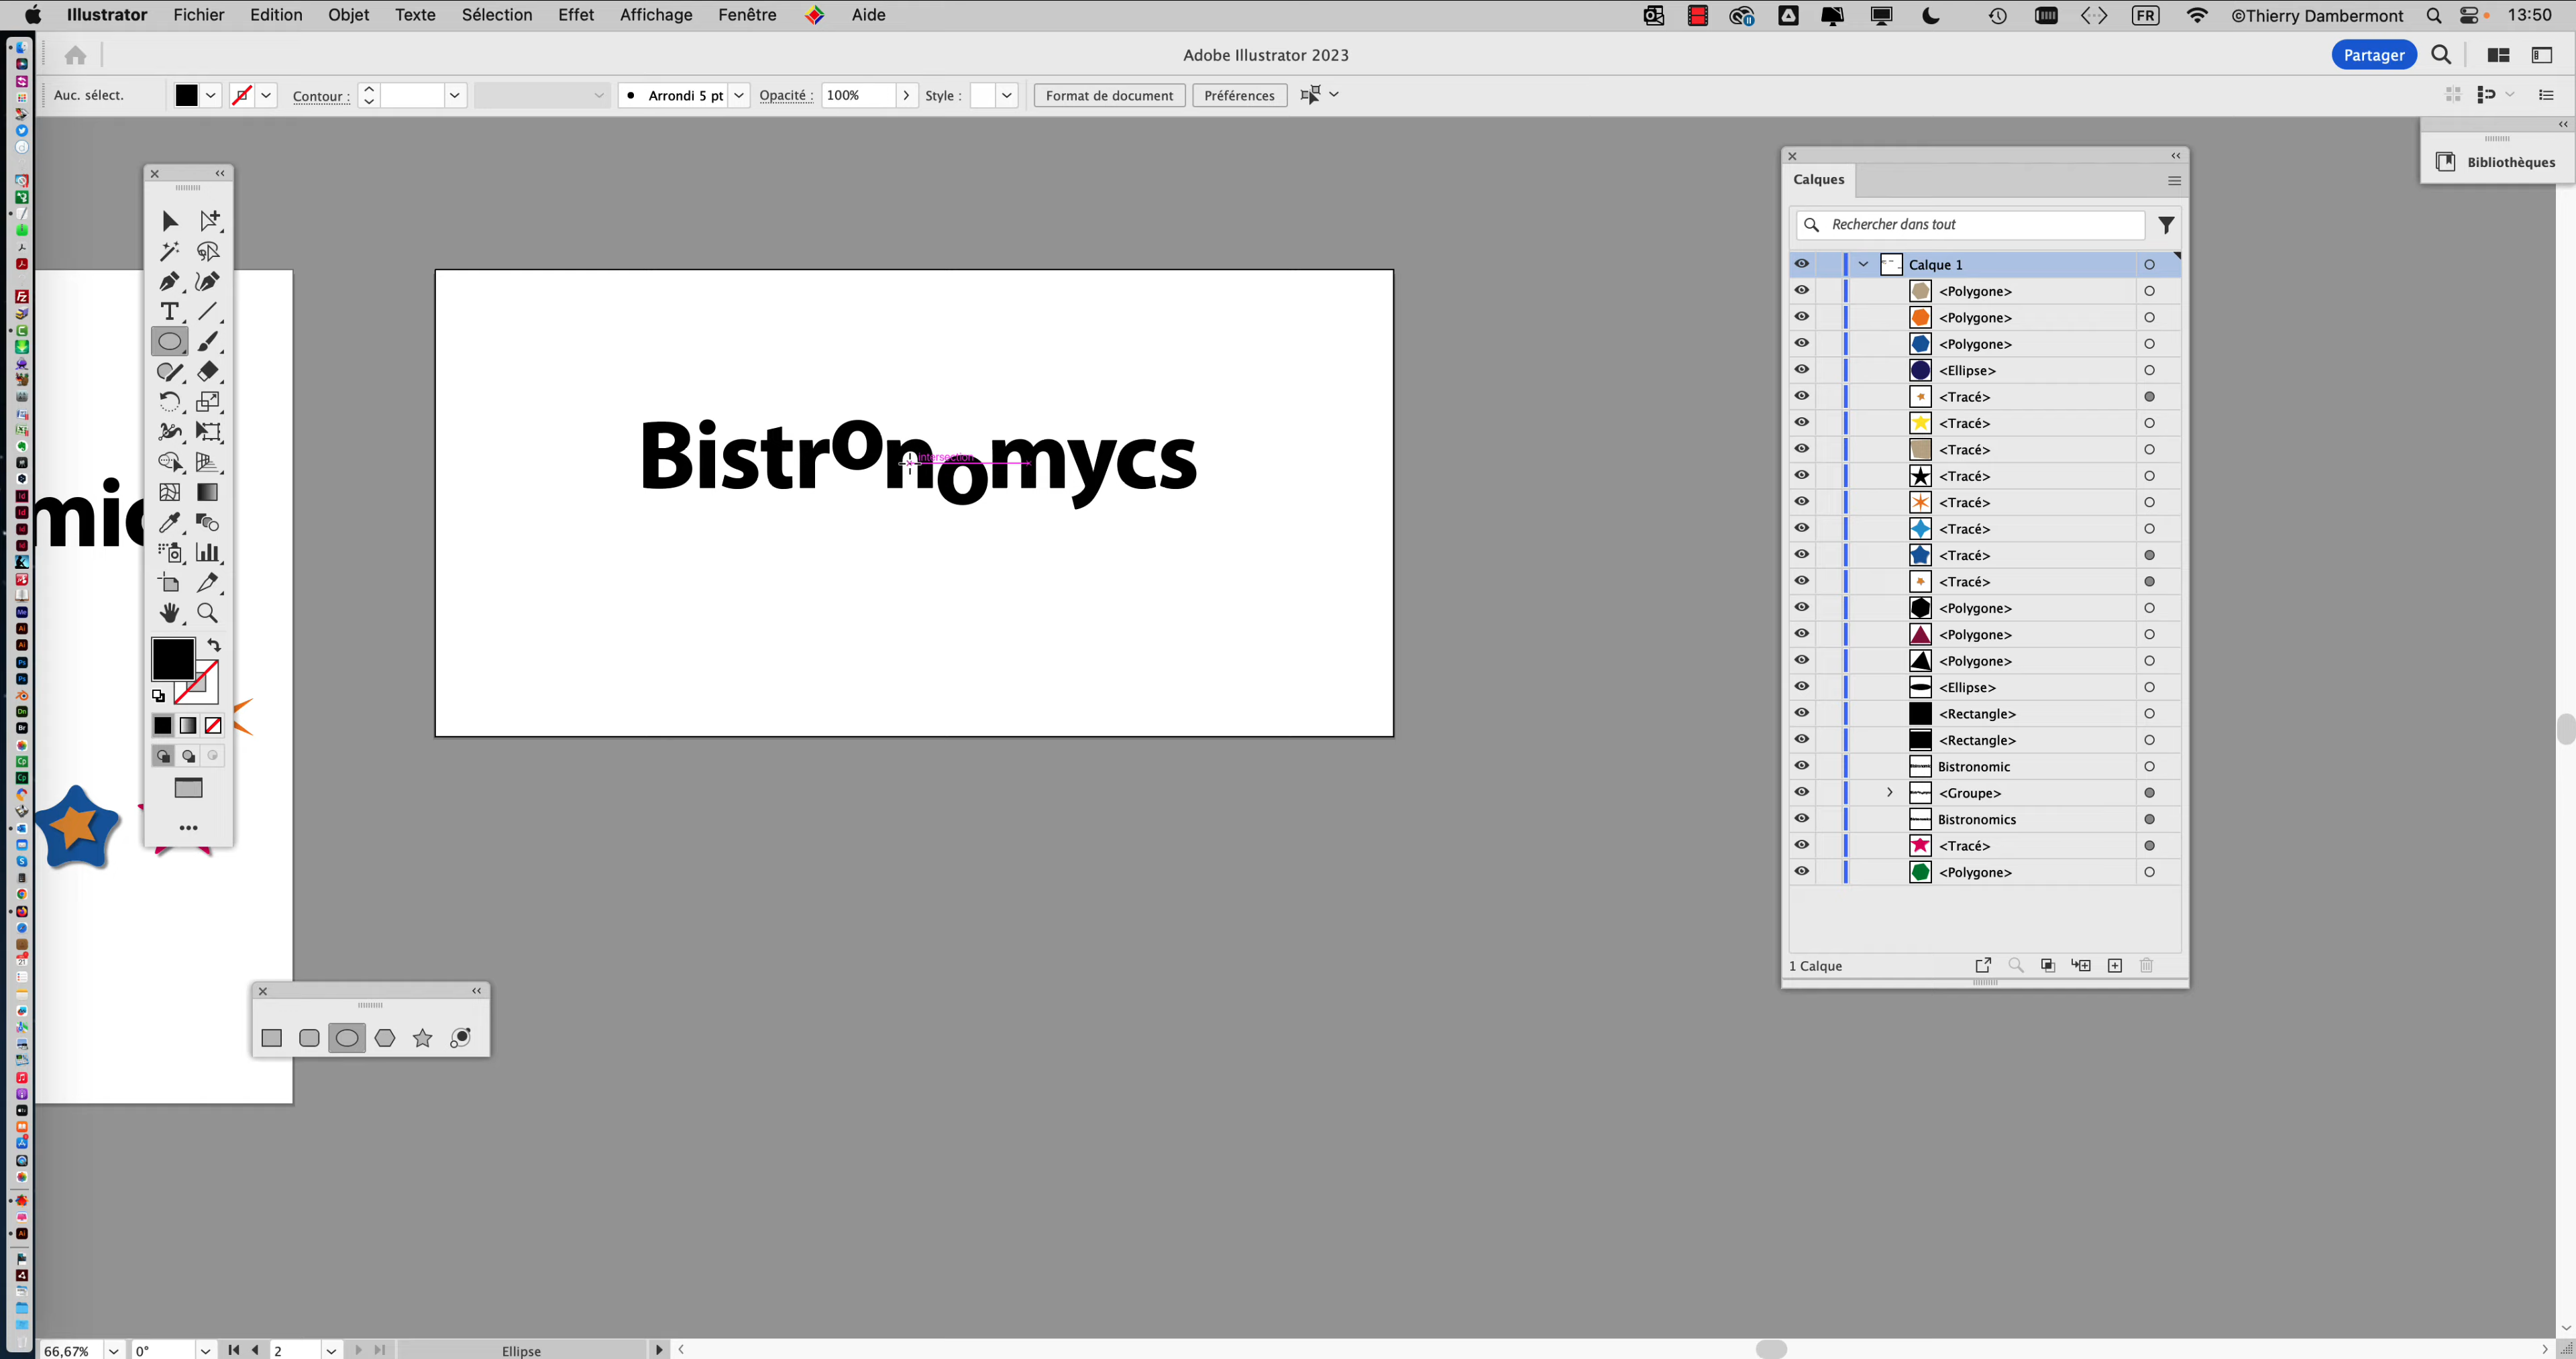 Illustrator Fichier Edition Objet Texte Sélection Effet Affichage Fenêtre Aide FR ©Thierry Dambermont 13:50
Adobe Illustrator 2023
Partager
Auc. sélect. Contour : Arrondi 5 pt Opacité : 100% Style : Format de document Préférences
Bibliothèques
Calques
Rechercher dans tout
Calque 1
<Polygone>
<Polygone>
<Polygone>
<Ellipse>
<Tracé>
<Tracé>
<Tracé>
<Tracé>
<Tracé>
<Tracé>
<Tracé>
<Tracé>
<Polygone>
<Polygone>
<Polygone>
<Ellipse>
<Rectangle>
<Rectangle>
Bistronomic
<Groupe>
Bistronomics
<Tracé>
<Polygone>
1 Calque
Bistronomycs
intersection
mic
66,67% 0° 2 Ellipse